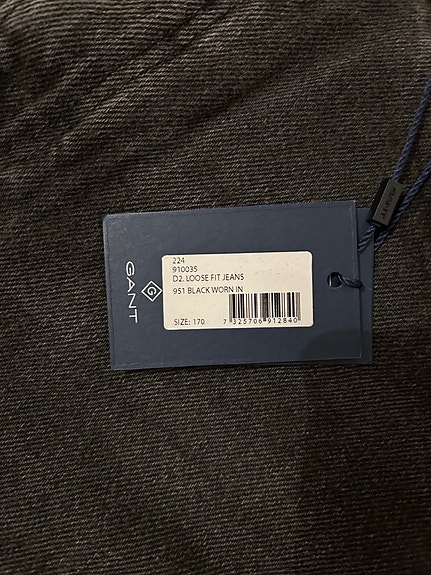 GANT
G
224
910035
D2. LOOSE FIT JEANS
951 BLACK WORN IN
SIZE: 170
7 325706 912840